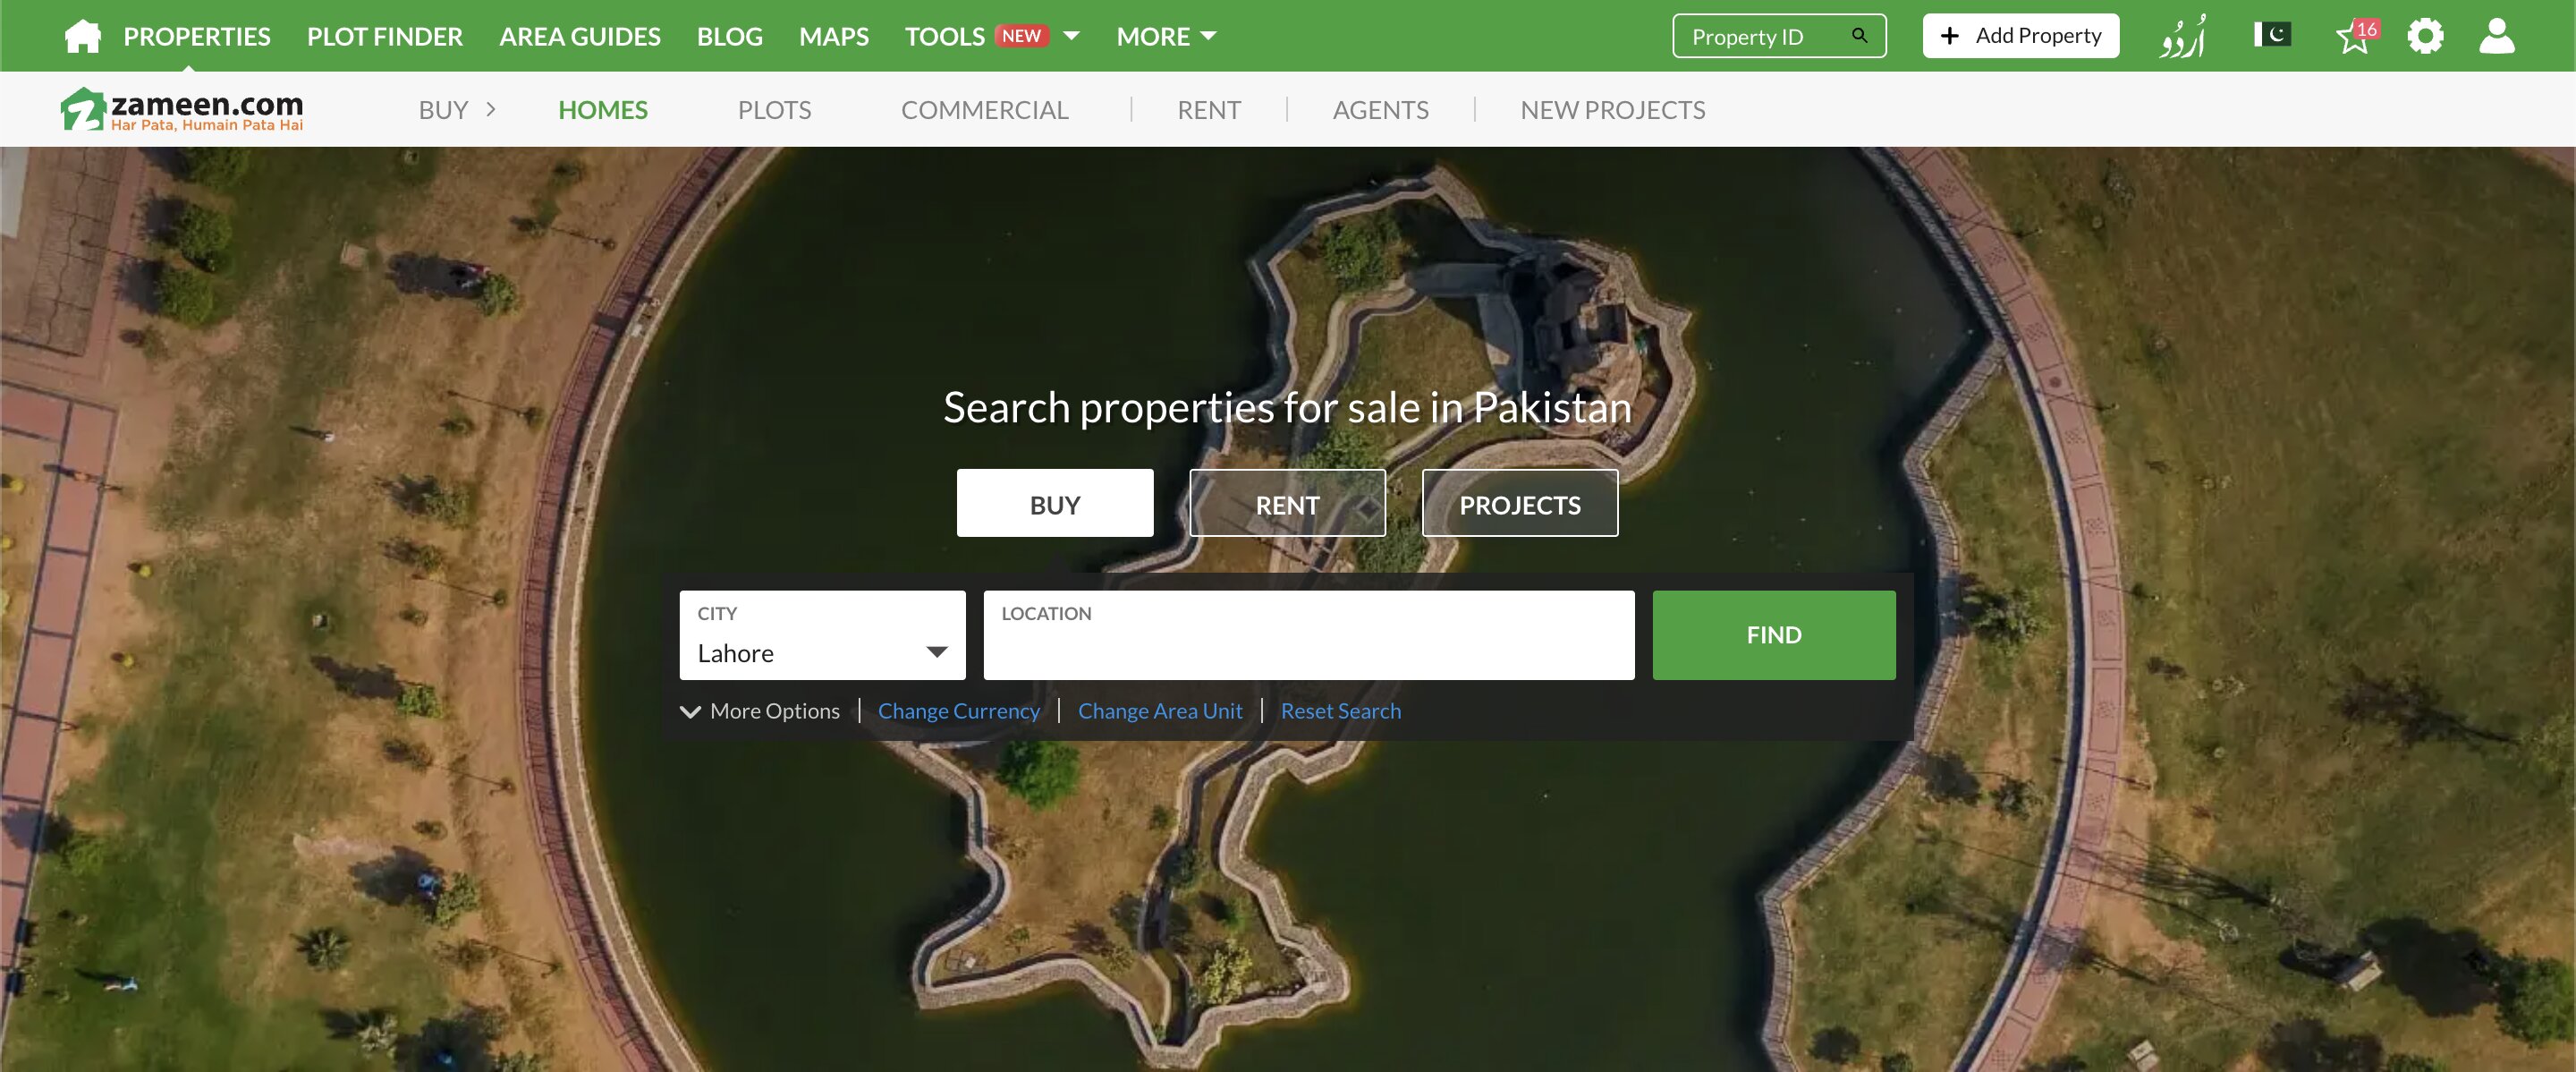 PROPERTIES PLOT FINDER AREA GUIDES BLOG MAPS TOOLS NEW MORE Property ID + Add Property اُردُو 16
zameen.com
Har Pata, Humain Pata Hai
BUY > HOMES PLOTS COMMERCIAL | RENT | AGENTS | NEW PROJECTS
Search properties for sale in Pakistan
BUY RENT PROJECTS
CITY LOCATION
Lahore
FIND
More Options | Change Currency | Change Area Unit | Reset Search